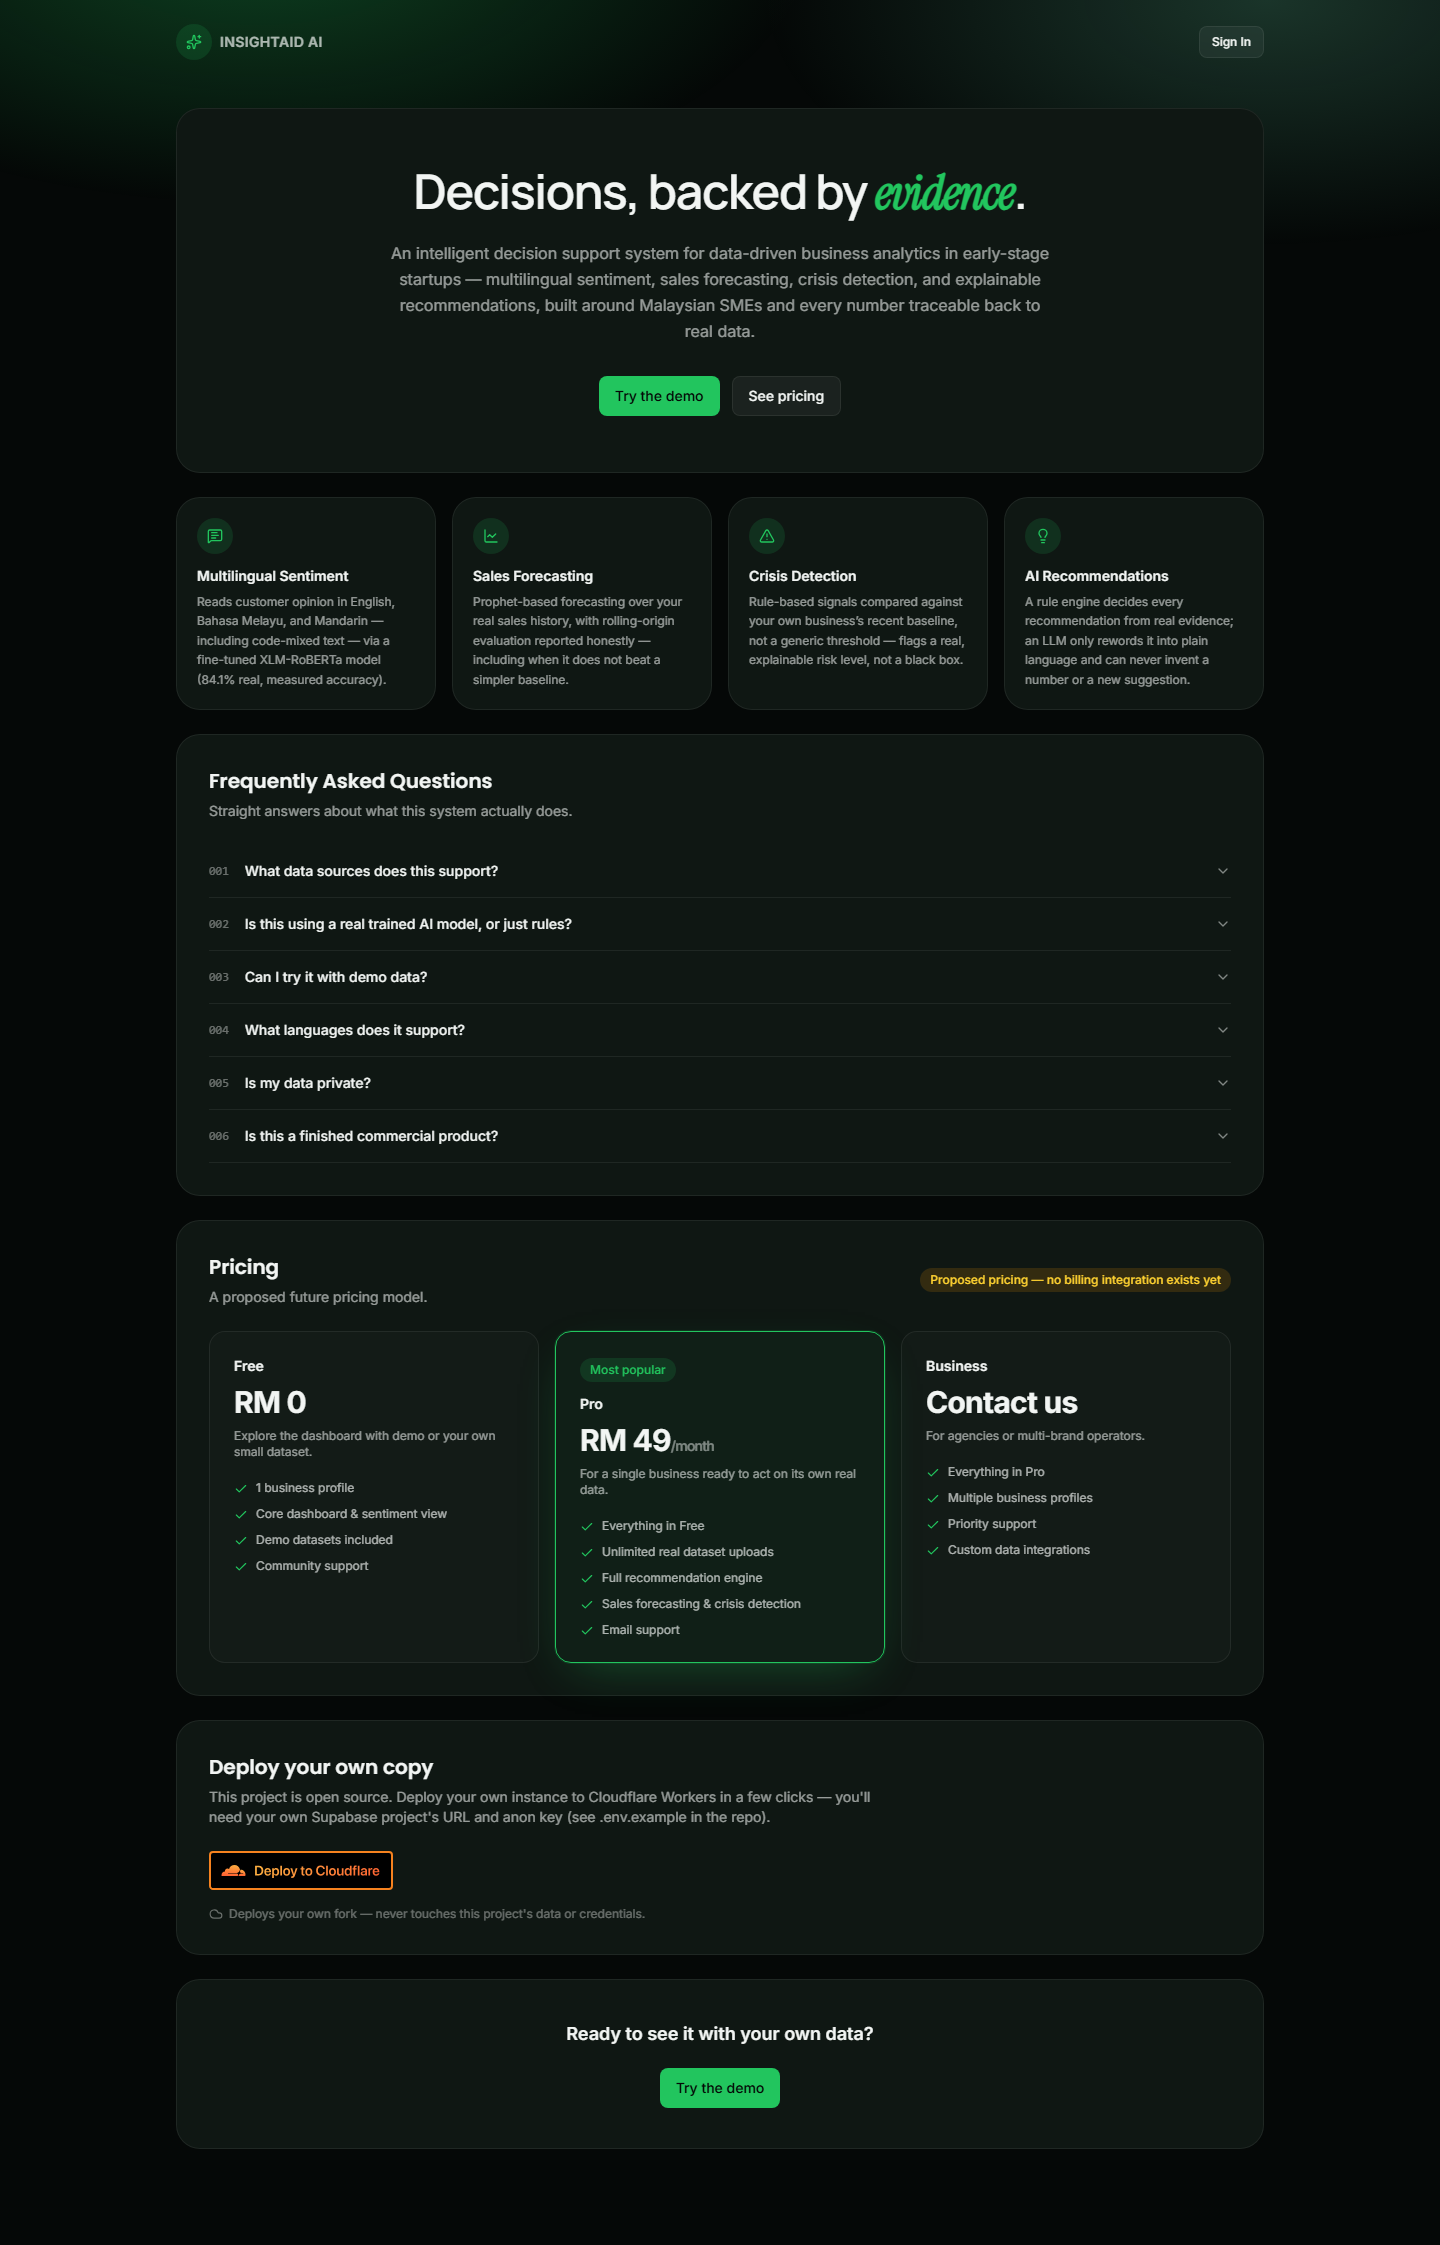 INSIGHTAID AI
Sign In
Decisions, backed by evidence.
An intelligent decision support system for data-driven business analytics in early-stage
startups — multilingual sentiment, sales forecasting, crisis detection, and explainable
recommendations, built around Malaysian SMEs and every number traceable back to
real data.
Try the demo
See pricing
Multilingual Sentiment
Reads customer opinion in English,
Bahasa Melayu, and Mandarin —
including code-mixed text — via a
fine-tuned XLM-RoBERTa model
(84.1% real, measured accuracy).
Sales Forecasting
Prophet-based forecasting over your
real sales history, with rolling-origin
evaluation reported honestly —
including when it does not beat a
simpler baseline.
Crisis Detection
Rule-based signals compared against
your own business's recent baseline,
not a generic threshold — flags a real,
explainable risk level, not a black box.
AI Recommendations
A rule engine decides every
recommendation from real evidence;
an LLM only rewords it into plain
language and can never invent a
number or a new suggestion.
Frequently Asked Questions
Straight answers about what this system actually does.
001 What data sources does this support?
002 Is this using a real trained AI model, or just rules?
003 Can I try it with demo data?
004 What languages does it support?
005 Is my data private?
006 Is this a finished commercial product?
Pricing
A proposed future pricing model.
Proposed pricing — no billing integration exists yet
Free
RM 0
Explore the dashboard with demo or your own
small dataset.
1 business profile
Core dashboard & sentiment view
Demo datasets included
Community support
Most popular
Pro
RM 49/month
For a single business ready to act on its own real
data.
Everything in Free
Unlimited real dataset uploads
Full recommendation engine
Sales forecasting & crisis detection
Email support
Business
Contact us
For agencies or multi-brand operators.
Everything in Pro
Multiple business profiles
Priority support
Custom data integrations
Deploy your own copy
This project is open source. Deploy your own instance to Cloudflare Workers in a few clicks — you'll
need your own Supabase project's URL and anon key (see .env.example in the repo).
Deploy to Cloudflare
Deploys your own fork — never touches this project's data or credentials.
Ready to see it with your own data?
Try the demo